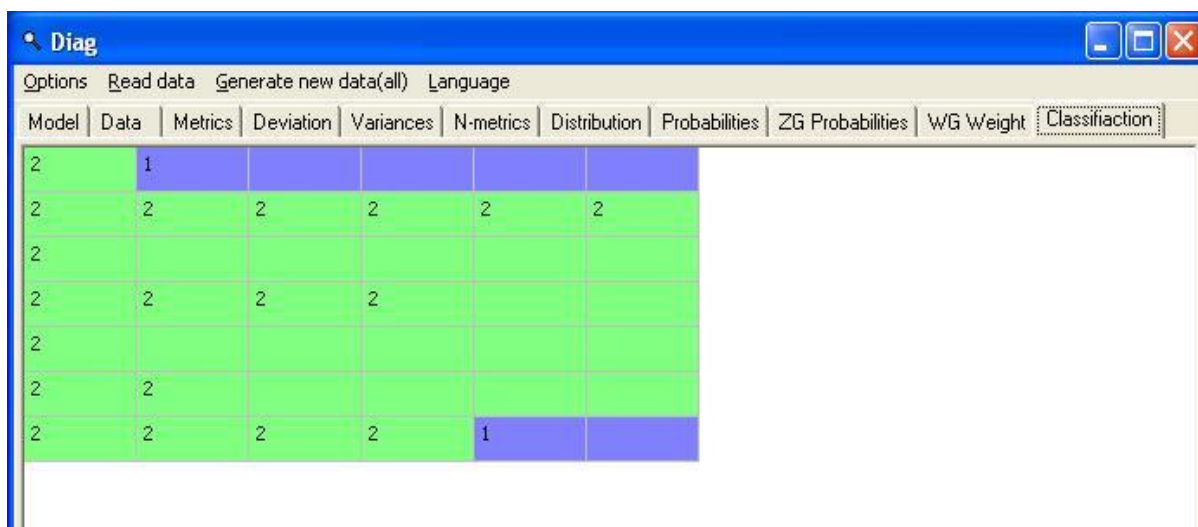 Diag
Options Read data Generate new data(all) Language
Model Data Metrics Deviation Variances N-metrics Distribution Probabilities ZG Probabilities WG Weight Classifiaction
2 1
2 2 2 2 2 2
2
2 2 2 2
2
2 2
2 2 2 2 1